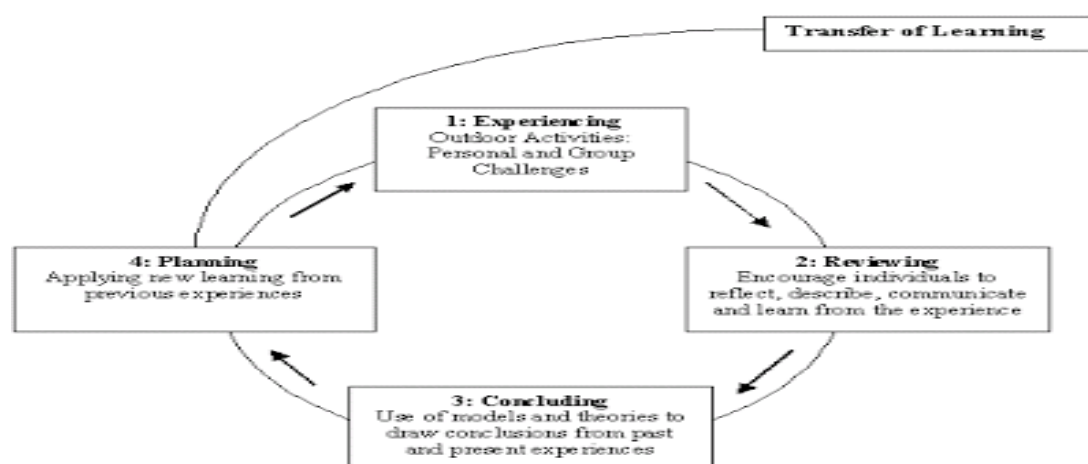 Transfer of Learning
1: Experiencing
Outdoor Activities:
Personal and Group
Challenges
2: Reviewing
Encourage individuals to
reflect, describe, communicate
and learn from the experience
3: Concluding
Use of models and theories to
draw conclusions from past
and present experiences
4: Planning
Applying new learning from
previous experiences